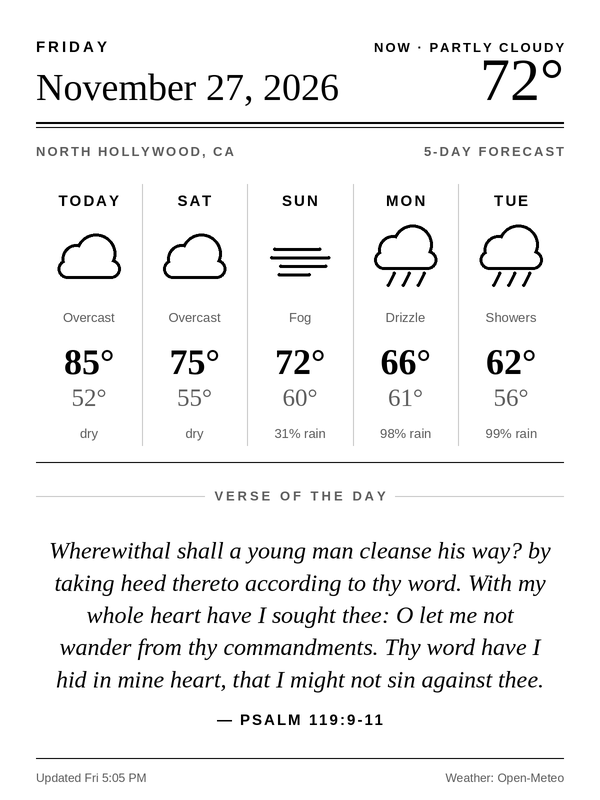 FRIDAY
NOW · PARTLY CLOUDY
November 27, 2026
72°
NORTH HOLLYWOOD, CA
5-DAY FORECAST
TODAY SAT SUN MON TUE
Overcast Overcast Fog Drizzle Showers
85° 75° 72° 66° 62°
52° 55° 60° 61° 56°
dry dry 31% rain 98% rain 99% rain
VERSE OF THE DAY
Wherewithal shall a young man cleanse his way? by
taking heed thereto according to thy word. With my
whole heart have I sought thee: O let me not
wander from thy commandments. Thy word have I
hid in mine heart, that I might not sin against thee.
— PSALM 119:9-11
Updated Fri 5:05 PM
Weather: Open-Meteo